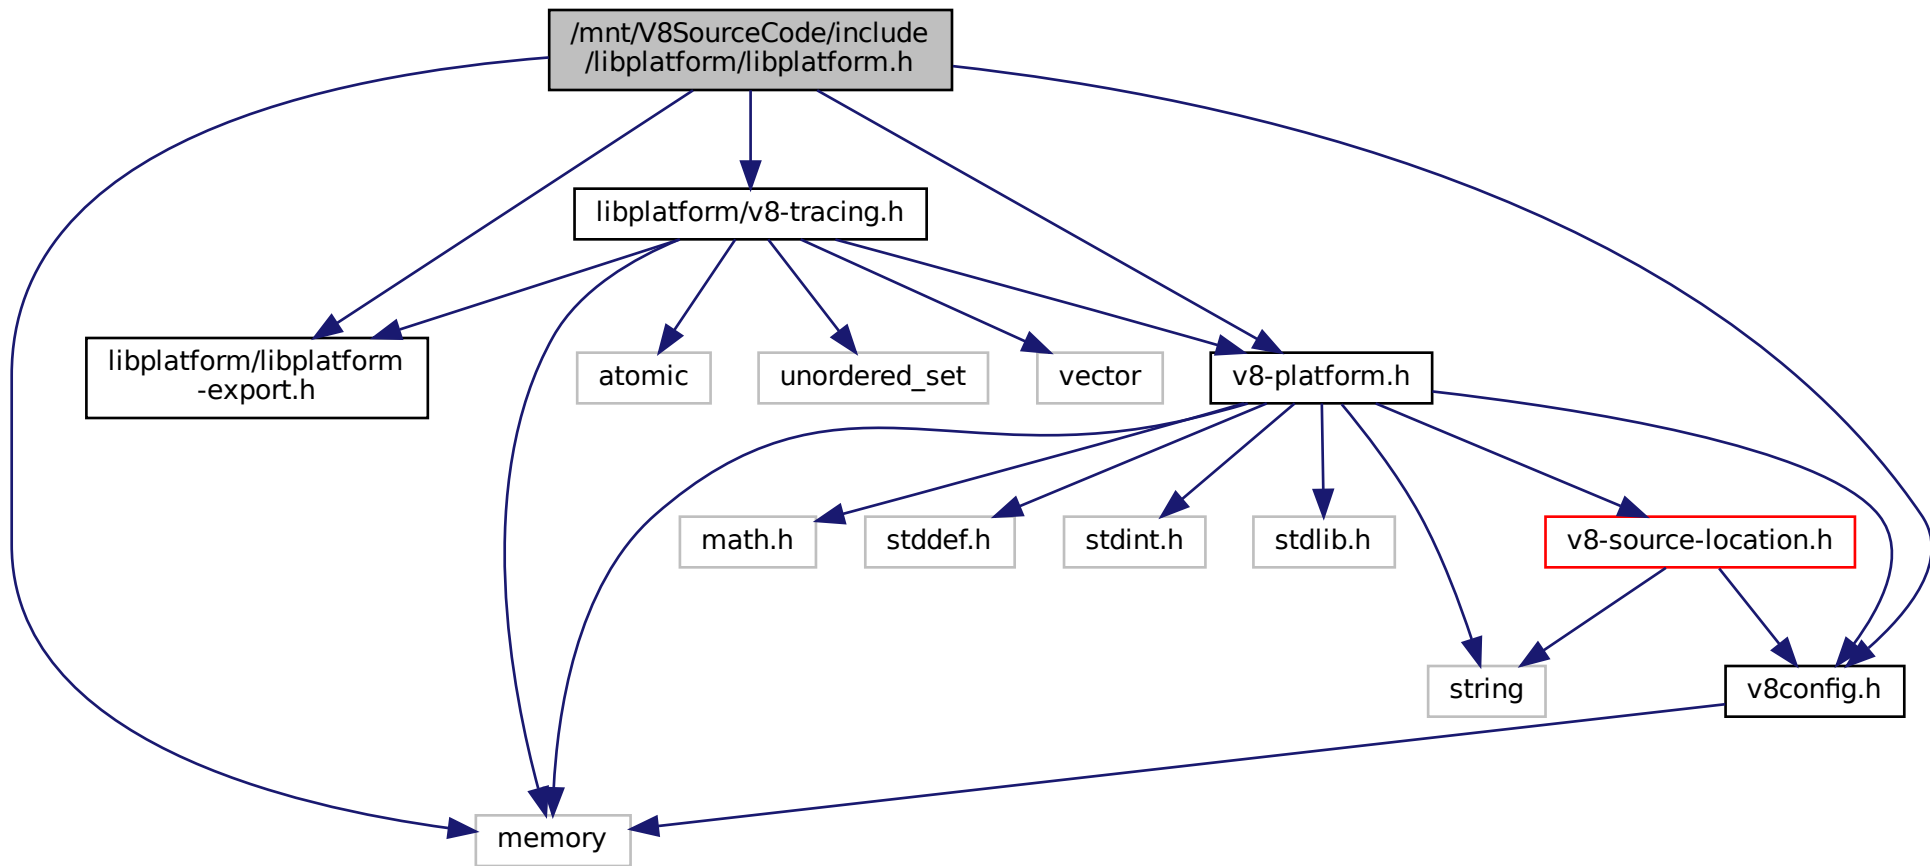 /mnt/V8SourceCode/include
/libplatform/libplatform.h
libplatform/v8-tracing.h
libplatform/libplatform
-export.h
atomic
unordered_set
vector
v8-platform.h
math.h
stddef.h
stdint.h
stdlib.h
v8-source-location.h
string
v8config.h
memory